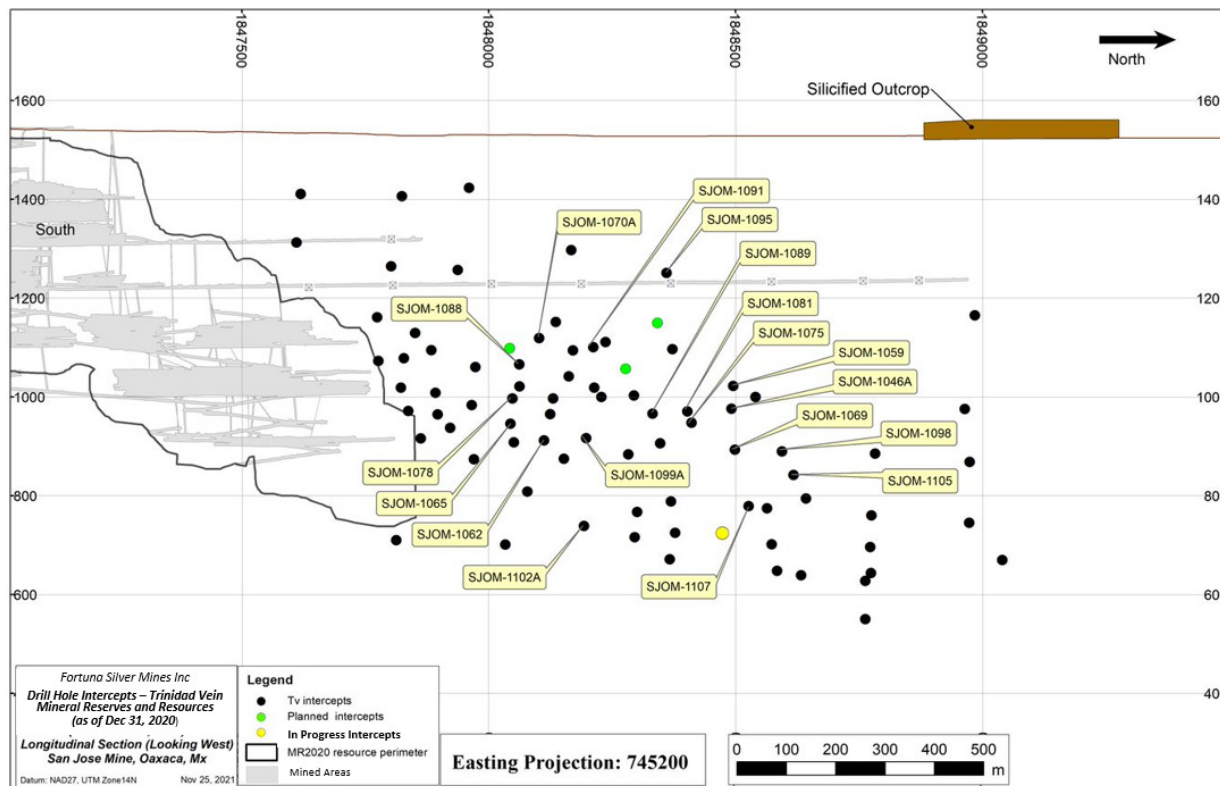 1847500
1848000
1848500
1849000
North
1600
160
Silicified Outcrop
1400
140
South
1200
120
1000
100
800
80
600
60
400
40
SJOM-1091
SJOM-1095
SJOM-1070A
SJOM-1089
SJOM-1081
SJOM-1088
SJOM-1075
SJOM-1059
SJOM-1046A
SJOM-1069
SJOM-1098
SJOM-1078
SJOM-1099A
SJOM-1105
SJOM-1065
SJOM-1062
SJOM-1102A
SJOM-1107
Fortuna Silver Mines Inc
Drill Hole Intercepts – Trinidad Vein
Mineral Reserves and Resources
(as of Dec 31, 2020)
Longitudinal Section (Looking West)
San Jose Mine, Oaxaca, Mx
Datum: NAD27, UTM Zone14N Nov 25, 2021
Legend
Tv intercepts
Planned intercepts
In Progress Intercepts
MR2020 resource perimeter
Mined Areas
Easting Projection: 745200
0 100 200 300 400 500
m